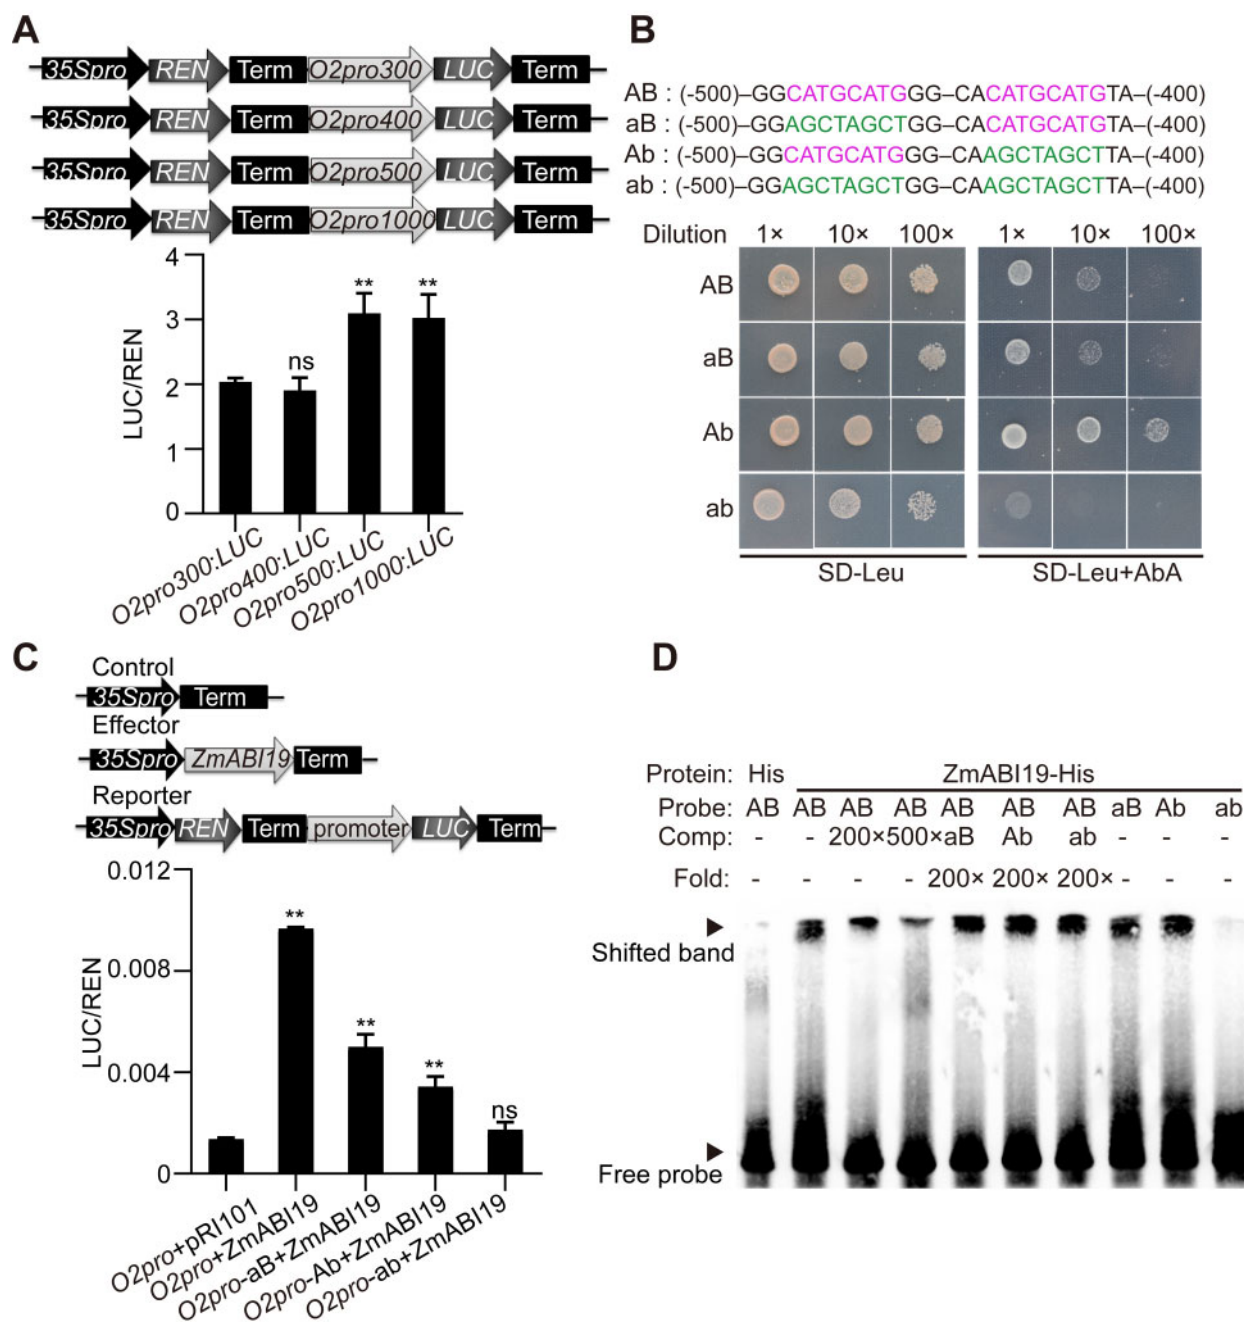 A
35Spro REN Term O2pro300 LUC Term
35Spro REN Term O2pro400 LUC Term
35Spro REN Term O2pro500 LUC Term
35Spro REN Term O2pro1000 LUC Term
4
3
2
1
0
LUC/REN
ns
**
**
O2pro300:LUC
O2pro400:LUC
O2pro500:LUC
O2pro1000:LUC
B
AB : (-500)–GGCATGCATGGG-CACATGCATGTA–(-400)
aB : (-500)–GGAGCTAGCTGG-CACATGCATGTA–(-400)
Ab : (-500)–GGCATGCATGGG-CAAGCTAGCTTA–(-400)
ab : (-500)–GGAGCTAGCTGG-CAAGCTAGCTTA–(-400)
Dilution 1× 10× 100× 1× 10× 100×
AB
aB
Ab
ab
SD-Leu SD-Leu+AbA
C
Control
35Spro Term
Effector
35Spro ZmABI19 Term
Reporter
35Spro REN Term promoter LUC Term
0.012
0.008
0.004
0
LUC/REN
**
**
**
ns
O2pro+pRI101
O2pro+ZmABI19
O2pro-aB+ZmABI19
O2pro-Ab+ZmABI19
O2pro-ab+ZmABI19
D
Protein: His ZmABI19-His
Probe: AB AB AB AB AB AB AB aB Ab ab
Comp: - - 200×500×aB Ab ab - - -
Fold: - - - - 200× 200× 200× - - -
Shifted band
Free probe